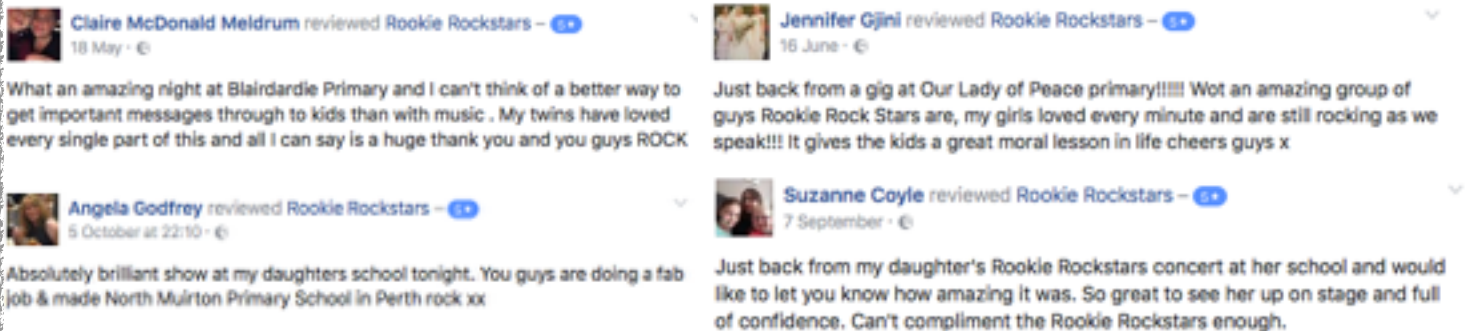 Claire McDonald Meldrum reviewed Rookie Rockstars – 5★
18 May ·
What an amazing night at Blairdardie Primary and I can't think of a better way to
get important messages through to kids than with music . My twins have loved
every single part of this and all I can say is a huge thank you and you guys ROCK
Jennifer Gjini reviewed Rookie Rockstars – 5★
16 June ·
Just back from a gig at Our Lady of Peace primary!!!!!! Wot an amazing group of
guys Rookie Rock Stars are, my girls loved every minute and are still rocking as we
speak!!! It gives the kids a great moral lesson in life cheers guys x
Angela Godfrey reviewed Rookie Rockstars – 5★
5 October at 22:10 ·
Absolutely brilliant show at my daughters school tonight. You guys are doing a fab
job & made North Muirton Primary School in Perth rock xx
Suzanne Coyle reviewed Rookie Rockstars – 5★
7 September ·
Just back from my daughter's Rookie Rockstars concert at her school and would
like to let you know how amazing it was. So great to see her up on stage and full
of confidence. Can't compliment the Rookie Rockstars enough.